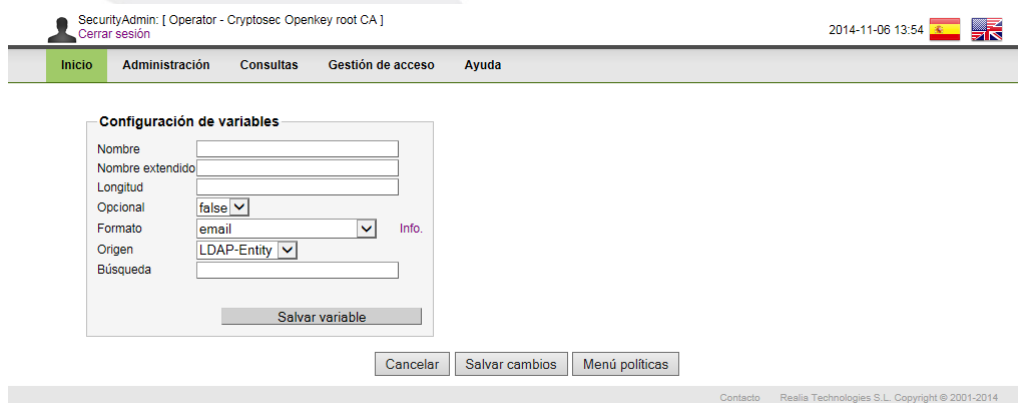 SecurityAdmin: [ Operator - Cryptosec Openkey root CA ]
Cerrar sesión
2014-11-06 13:54
Inicio Administración Consultas Gestión de acceso Ayuda
Configuración de variables
Nombre
Nombre extendido
Longitud
Opcional false
Formato email Info.
Origen LDAP-Entity
Búsqueda
Salvar variable
Cancelar Salvar cambios Menú políticas
Contacto Realia Technologies S.L. Copyright © 2001-2014